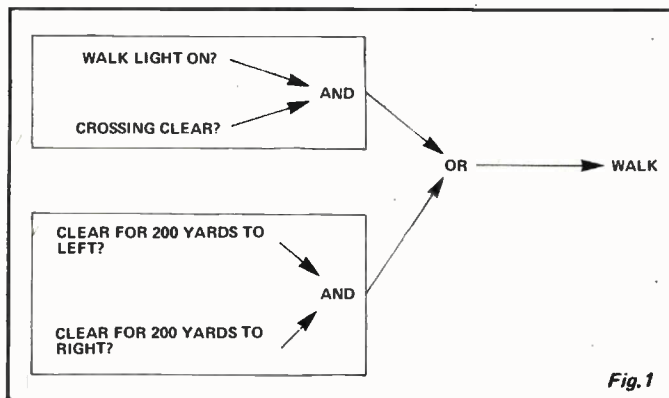 WALK LIGHT ON?
AND
CROSSING CLEAR?
OR
WALK
CLEAR FOR 200 YARDS TO
LEFT?
AND
CLEAR FOR 200 YARDS TO
RIGHT?
Fig.1